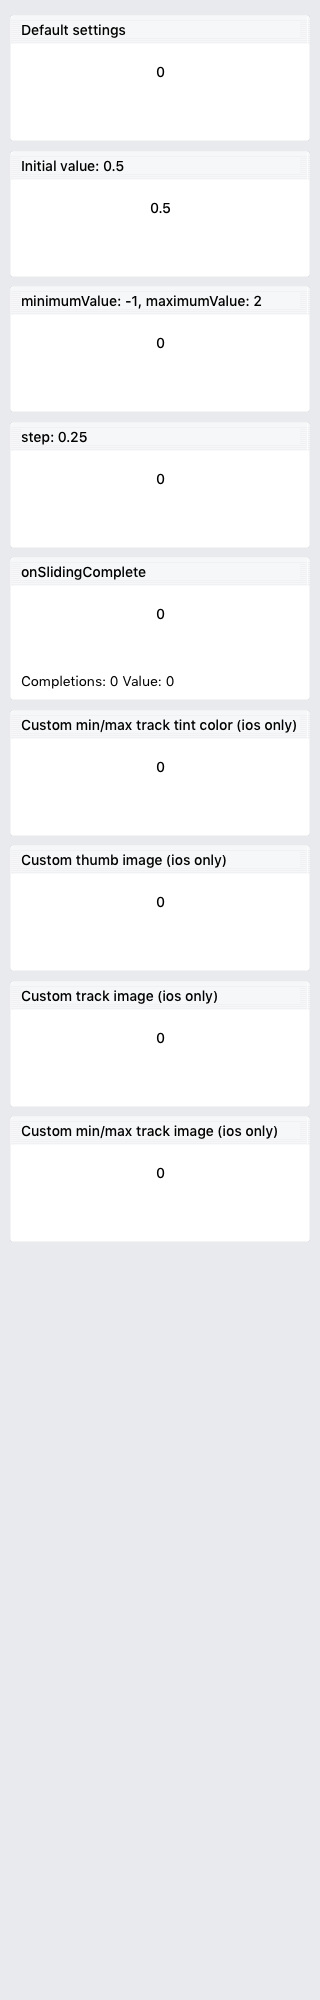 Default settings
0
Initial value: 0.5
0.5
minimumValue: -1, maximumValue: 2
0
step: 0.25
0
onSlidingComplete
0
Completions: 0 Value: 0
Custom min/max track tint color (ios only)
0
Custom thumb image (ios only)
0
Custom track image (ios only)
0
Custom min/max track image (ios only)
0